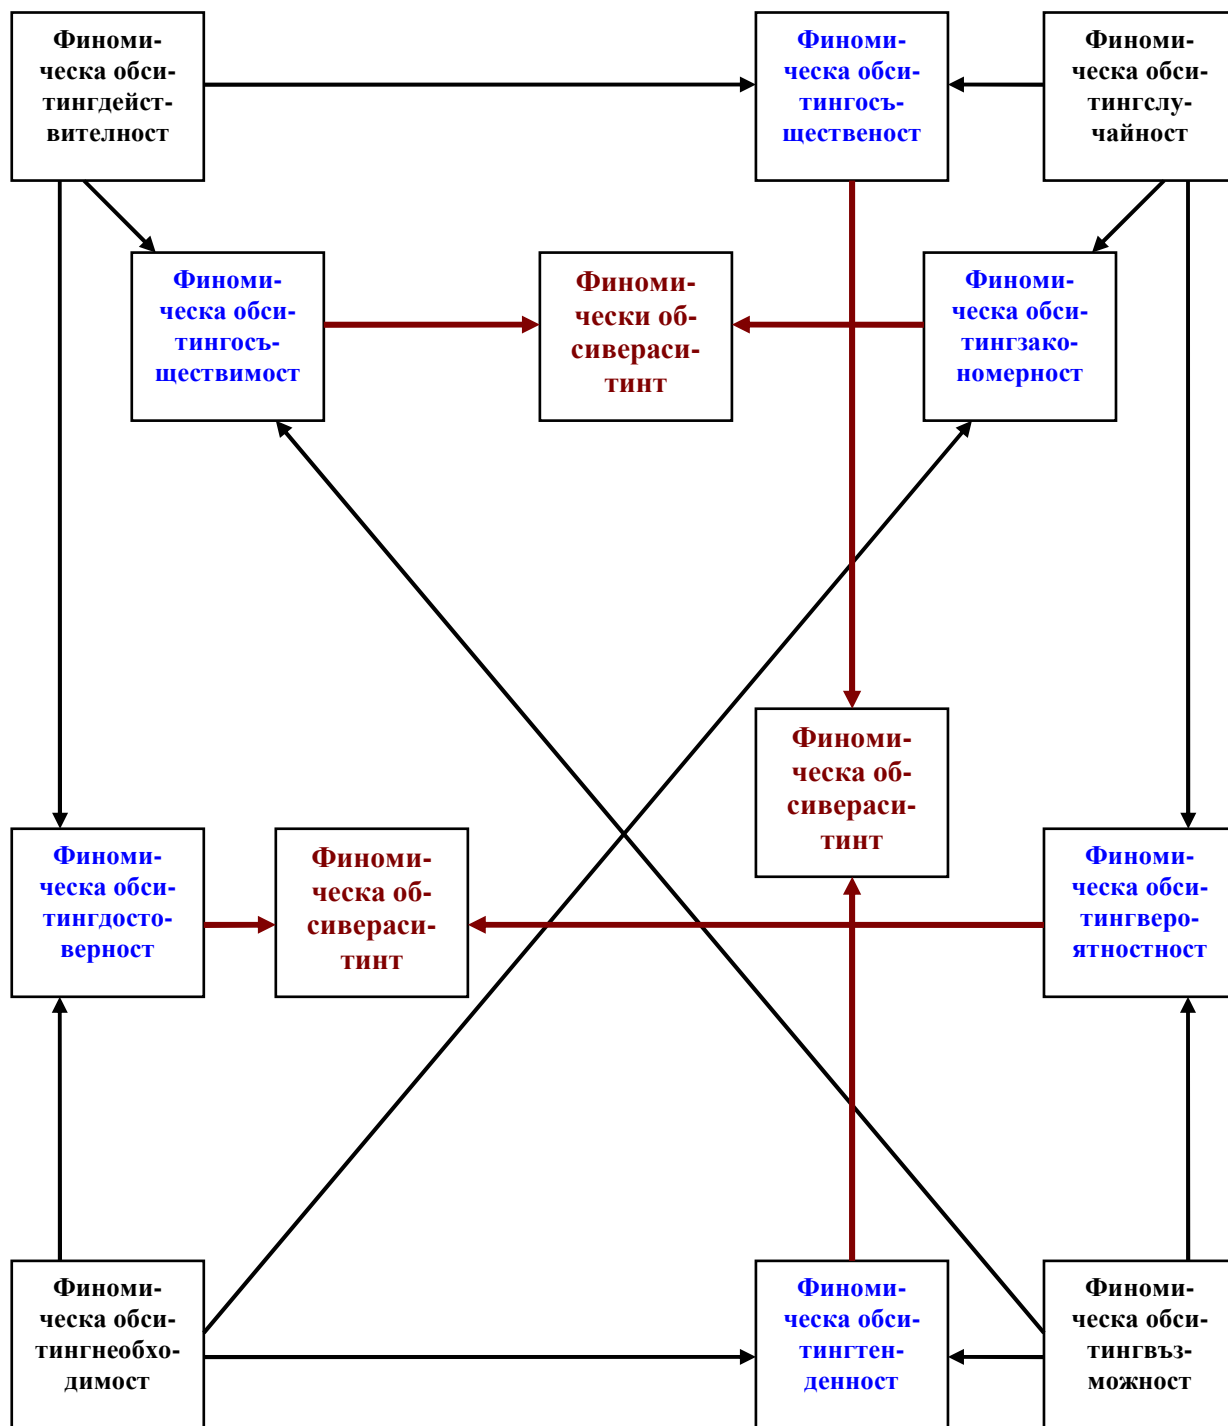 Финоми-
ческа обси-
тингдейст-
вителност
Финоми-
ческа обси-
тингосъ-
щественост
Финоми-
ческа обси-
тингслу-
чайност
Финоми-
ческа обси-
тингосъ-
ществимост
Финоми-
чески об-
сивераси-
тинт
Финоми-
ческа обси-
тингзако-
номерност
Финоми-
ческа об-
сивераси-
тинт
Финоми-
ческа обси-
тингдосто-
верност
Финоми-
ческа об-
сивераси-
тинт
Финоми-
ческа обси-
тингверо-
ятностност
Финоми-
ческа обси-
тингнеобхо-
димост
Финоми-
ческа обси-
тингтен-
денност
Финоми-
ческа обси-
тингвъз-
можност